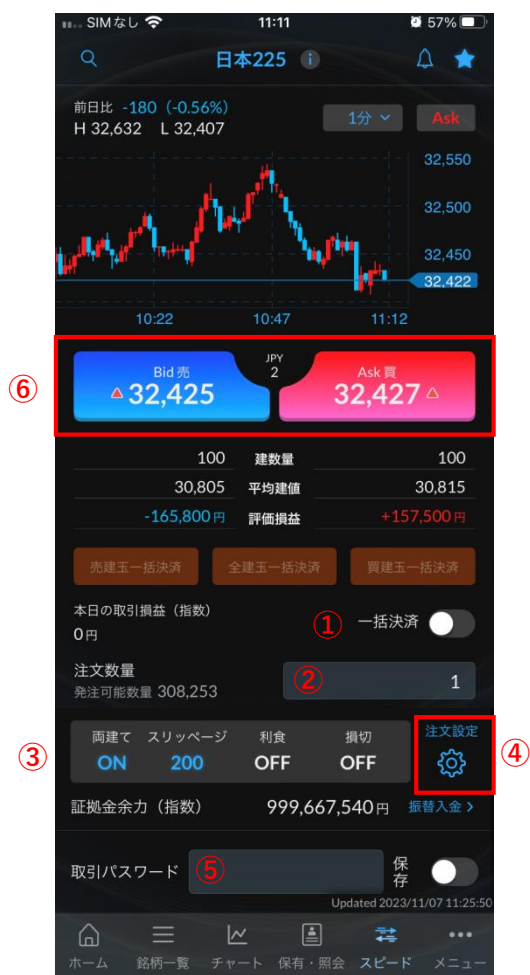 SIMなし 11:11 57%
日本225
前日比 -180 (-0.56%)
H 32,632 L 32,407
1分 Ask
32,550
32,500
32,450
32,422
10:22 10:47 11:12
⑥
Bid 売 JPY Ask 買
32,425 2 32,427
100 建数量 100
30,805 平均建値 30,815
-165,800 円 評価損益 +157,500 円
売建玉一括決済 全建玉一括決済 買建玉一括決済
本日の取引損益(指数)
0円
① 一括決済
注文数量
発注可能数量 308,253
② 1
③
両建て スリッページ 利食 損切
ON 200 OFF OFF
注文設定
④
証拠金余力(指数) 999,667,540 円 振替入金 >
取引パスワード ⑤ 保存
Updated 2023/11/07 11:25:50
ホーム 銘柄一覧 チャート 保有・照会 スピード メニュー